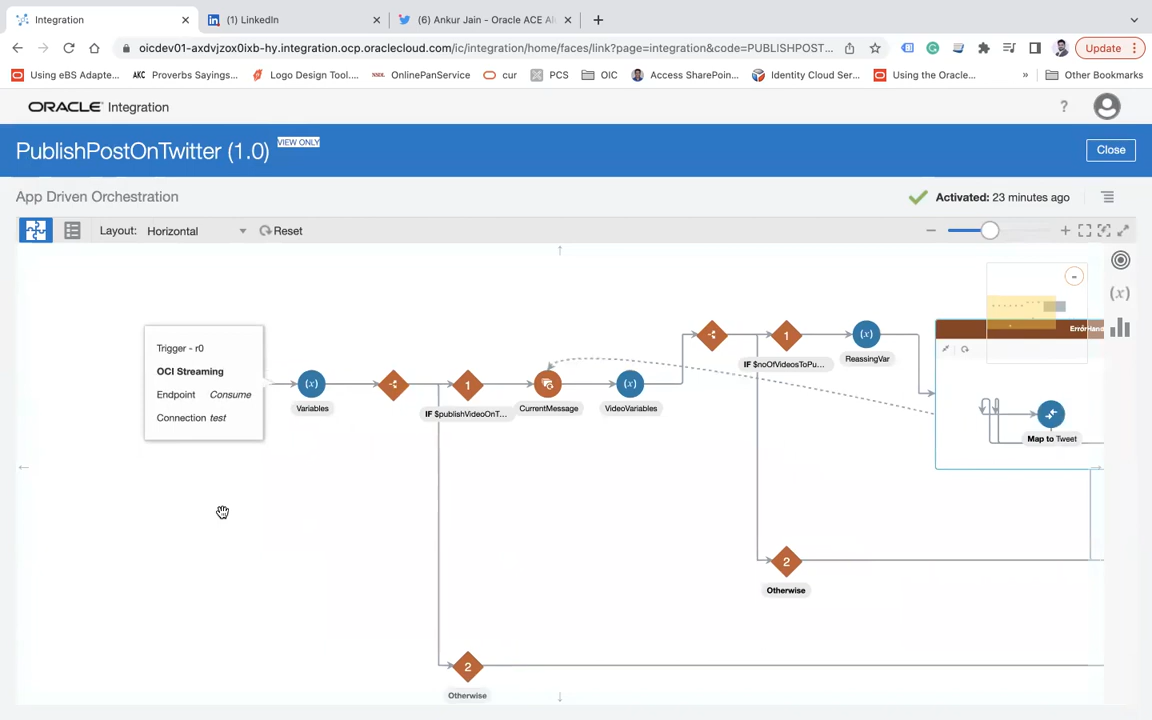 Integration
(1) LinkedIn
(6) Ankur Jain - Oracle ACE Al
oicdev01-axdvjzox0ixb-hy.integration.ocp.oraclecloud.com/ic/integration/home/faces/link?page=integration&code=PUBLISHPOST...
Update
Using eBS Adapte...
AKC Proverbs Sayings...
Logo Design Tool....
OnlinePanService
cur
PCS
OIC
Access SharePoin...
Identity Cloud Ser...
Using the Oracle...
»
Other Bookmarks
ORACLE Integration
?
PublishPostOnTwitter (1.0)
VIEW ONLY
Close
App Driven Orchestration
Activated: 23 minutes ago
Layout: Horizontal
Reset
(x)
Trigger - r0
OCI Streaming
Endpoint Consume
Connection test
(x)
Variables
1
IF $publishVideoOnT...
CurrentMessage
(x)
VideoVariables
1
IF $noOfVideosToPu...
(x)
ReassingVar
ErrorHans
Map to Tweet
2
Otherwise
2
Otherwise